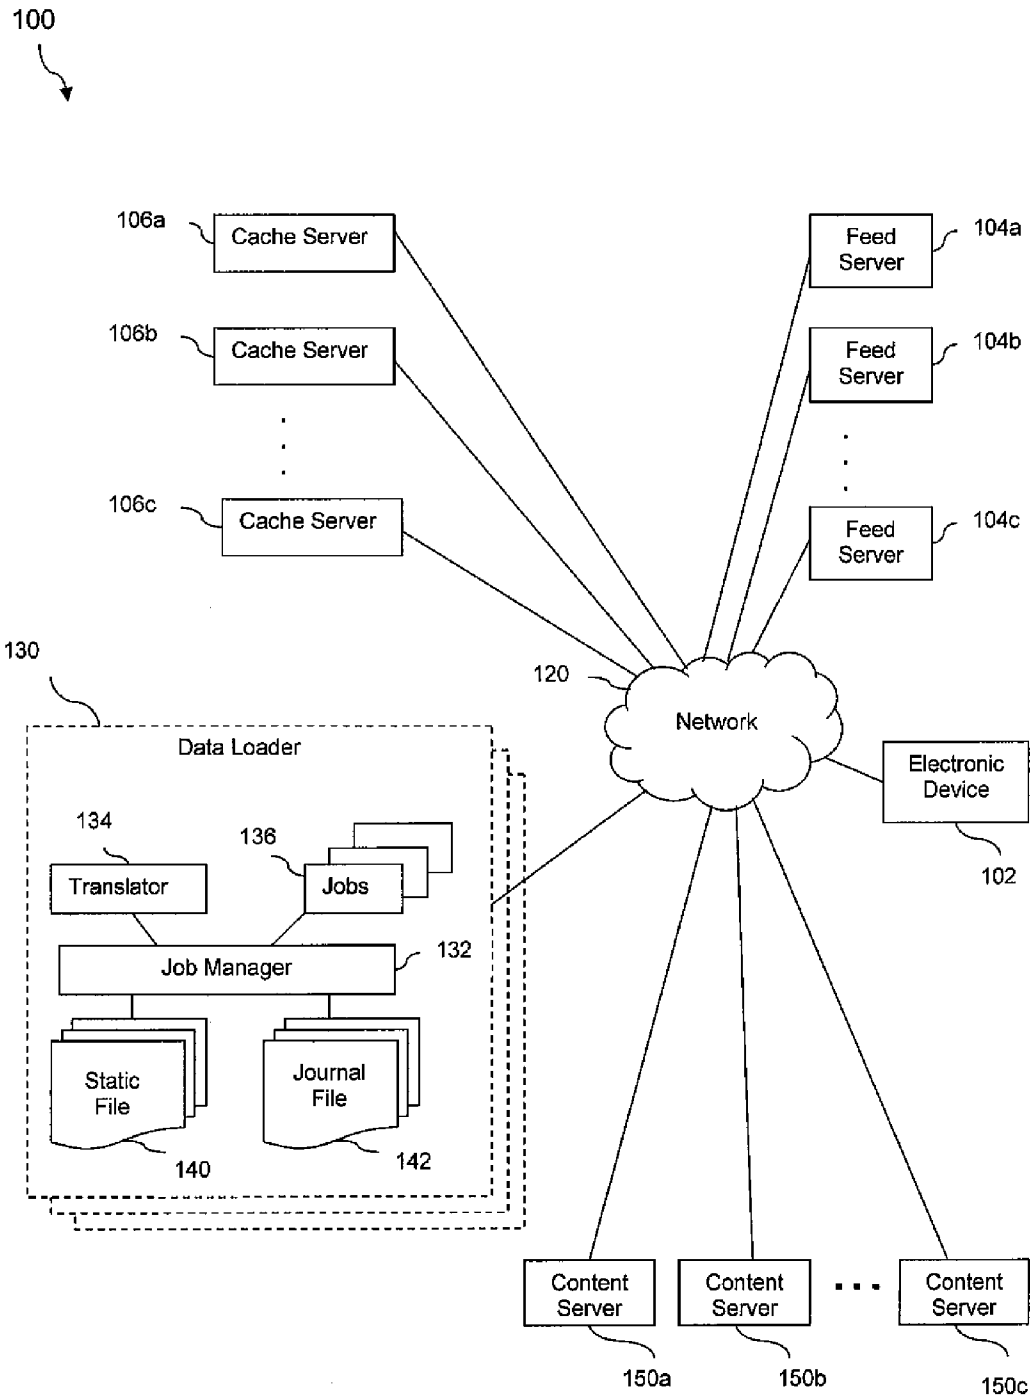 100
106a
Cache Server
104a
Feed
Server
106b
Cache Server
104b
Feed
Server
106c
Cache Server
104c
Feed
Server
130
120
Network
Data Loader
Electronic
Device
102
134
136
Translator
Jobs
132
Job Manager
Static
File
Journal
File
140
142
Content
Server
Content
Server
Content
Server
150a
150b
150c